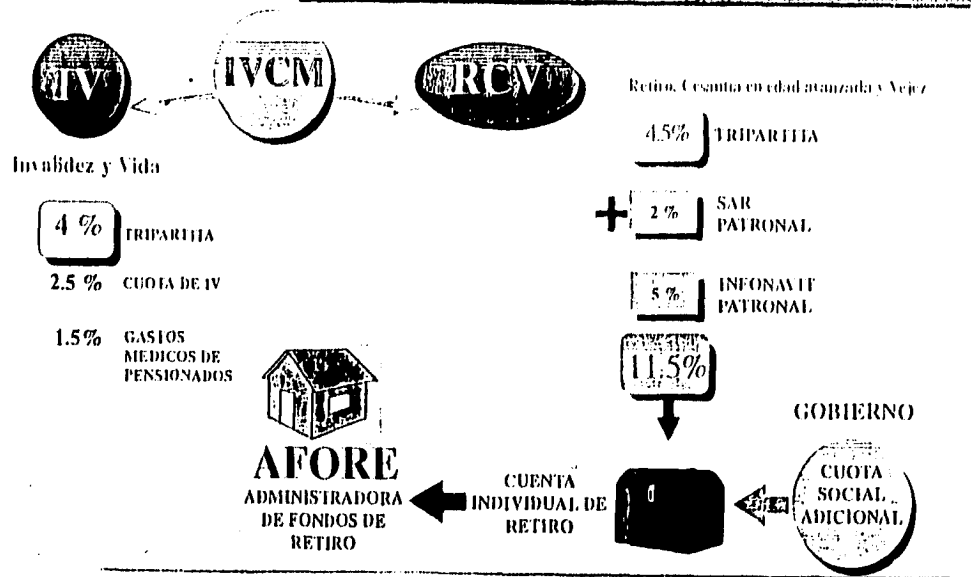 IV
IVCM
RCV
Invalidez y Vida
4 %
TRIPARTITA
2.5 %
CUOTA DE IV
1.5%
GASTOS
MEDICOS DE
PENSIONADOS
Retiro, Cesantia en edad avanzada y Vejez
4.5%
TRIPARTITA
+
2 %
SAR
PATRONAL
5 %
INFONAVIT
PATRONAL
11.5%
GOBIERNO
CUOTA
SOCIAL
ADICIONAL
CUENTA
INDIVIDUAL DE
RETIRO
AFORE
ADMINISTRADORA
DE FONDOS DE
RETIRO